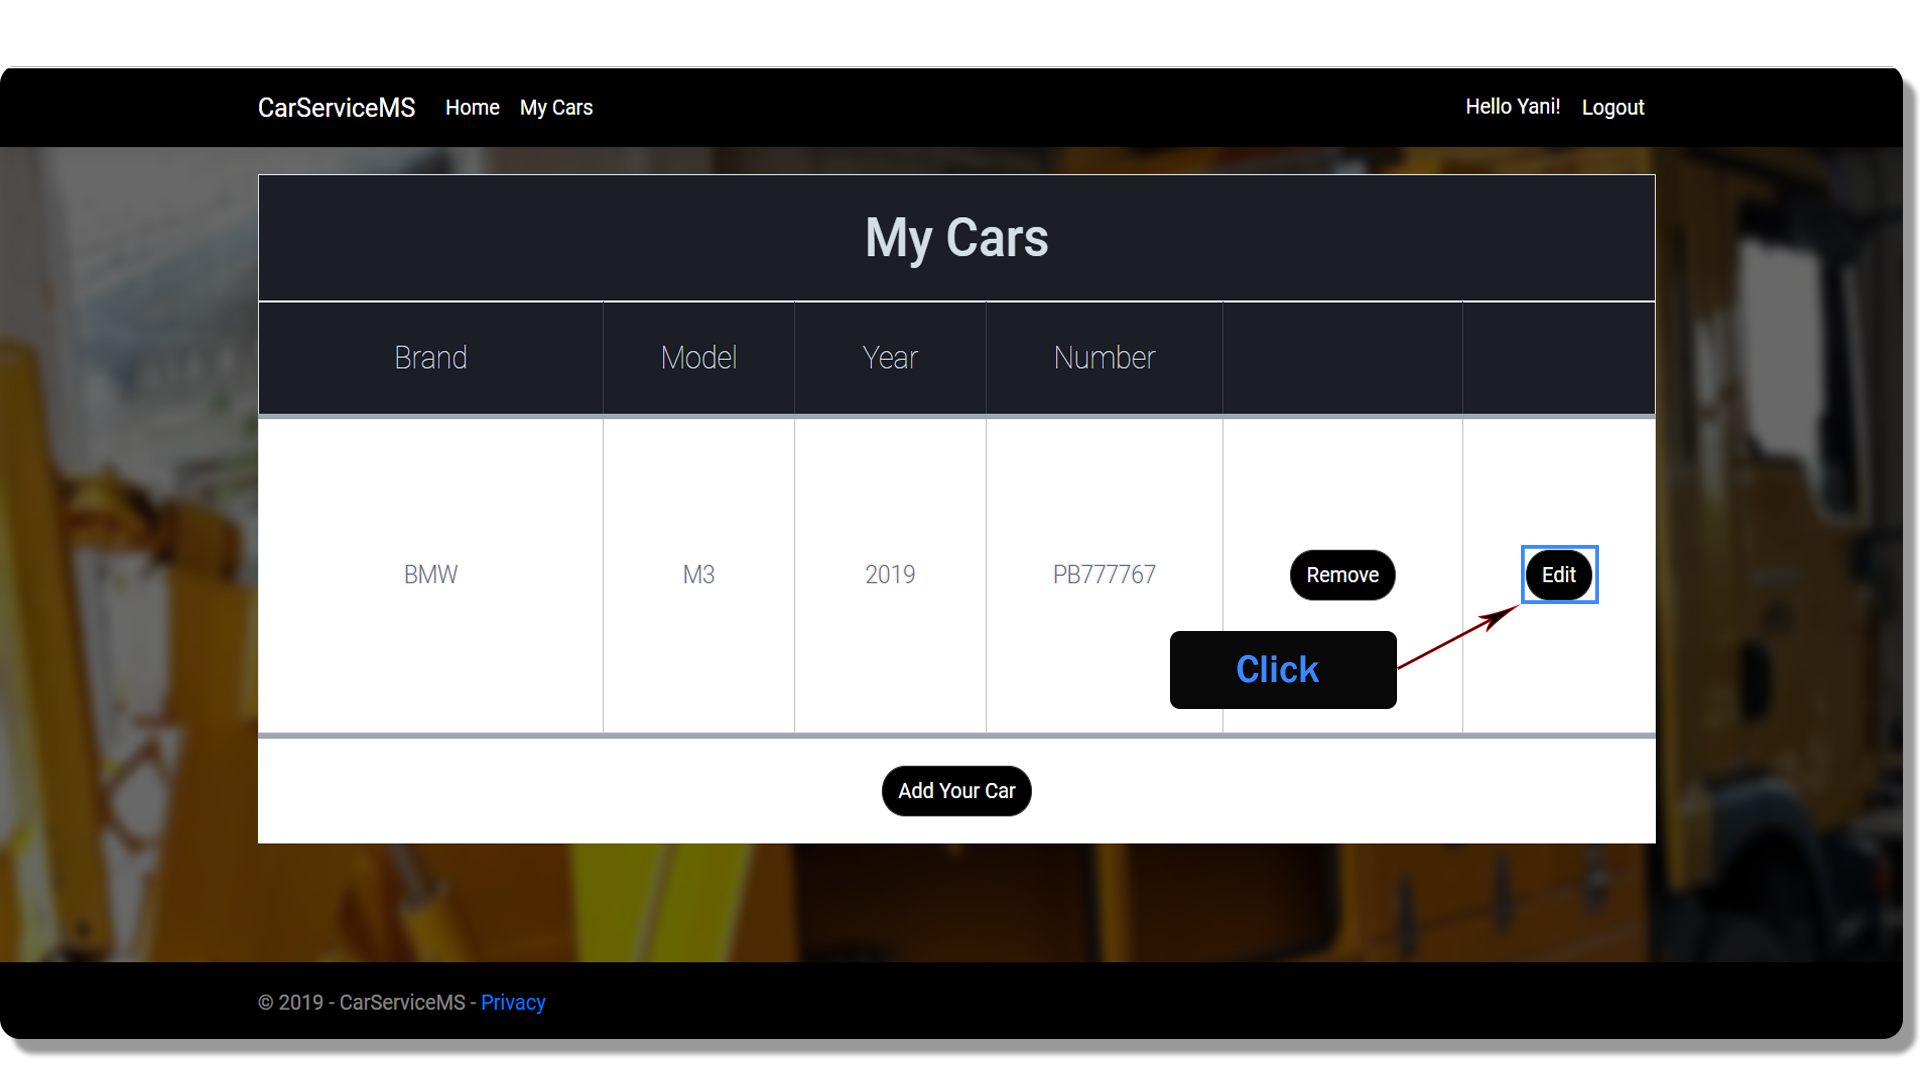 CarServiceMS Home My Cars Hello Yani! Logout
My Cars
Brand Model Year Number
BMW M3 2019 PB777767 Remove Edit
Click
Add Your Car
© 2019 - CarServiceMS - Privacy